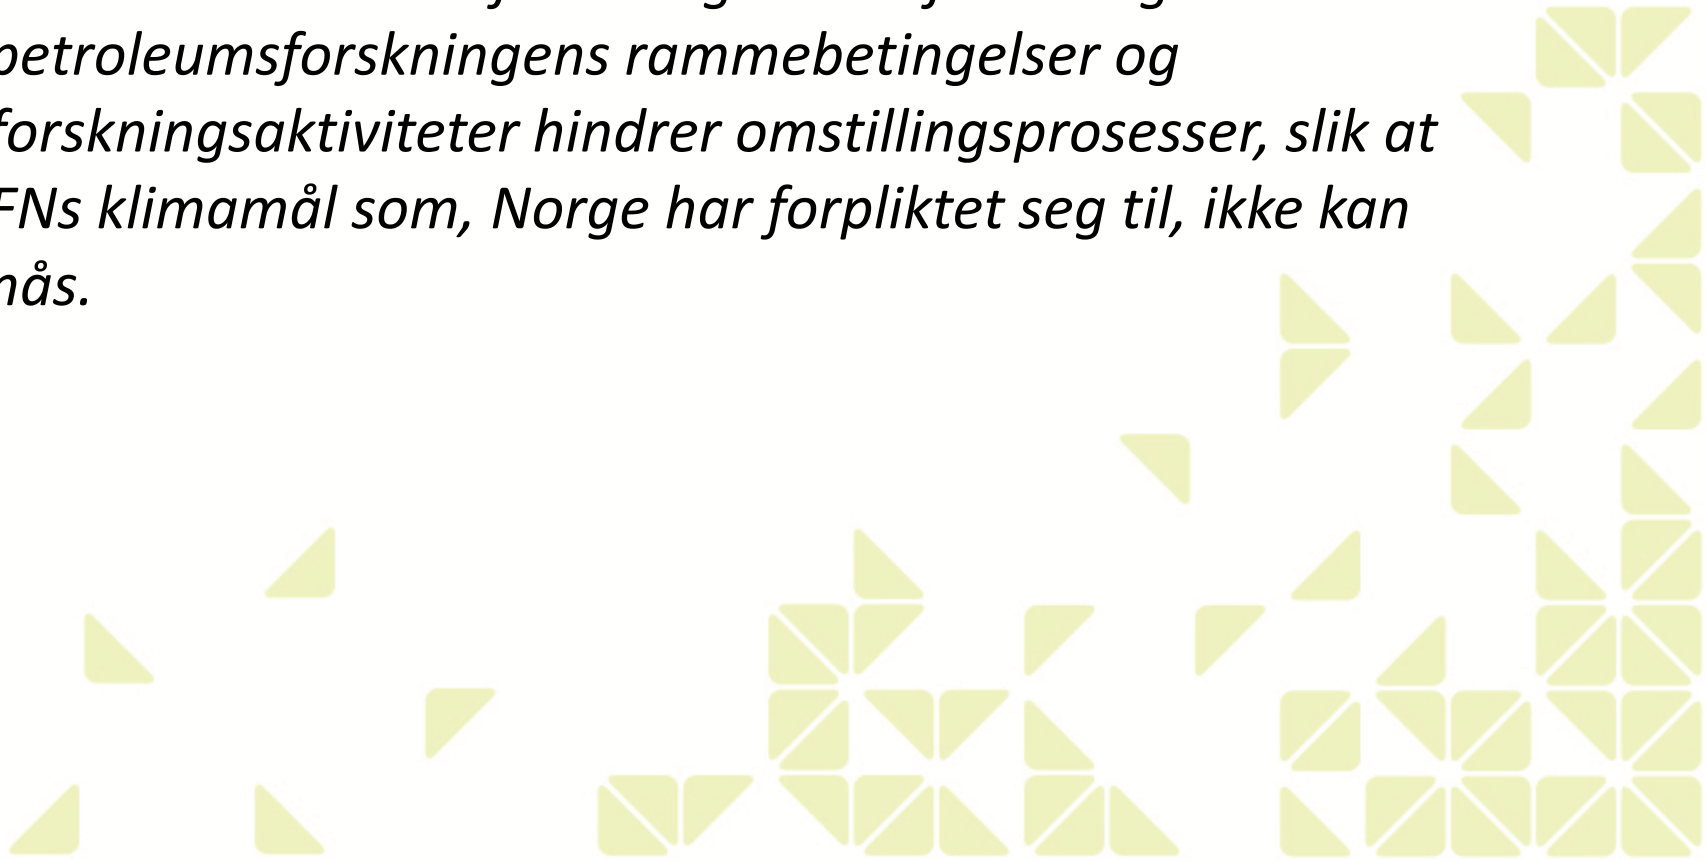 petroleumsforskningens rammebetingelser og
forskningsaktiviteter hindrer omstillingsprosesser, slik at
FNs klimamål som, Norge har forpliktet seg til, ikke kan
nås.